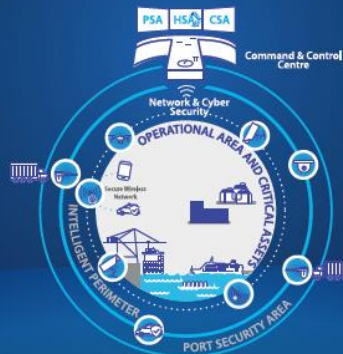 PSA HSA CSA
Command & Control
Centre
Network & Cyber
Security
OPERATIONAL AREA AND CRITICAL ASSETS
Secure Wireless
Network
INTELLIGENT PERIMETER
PORT SECURITY AREA